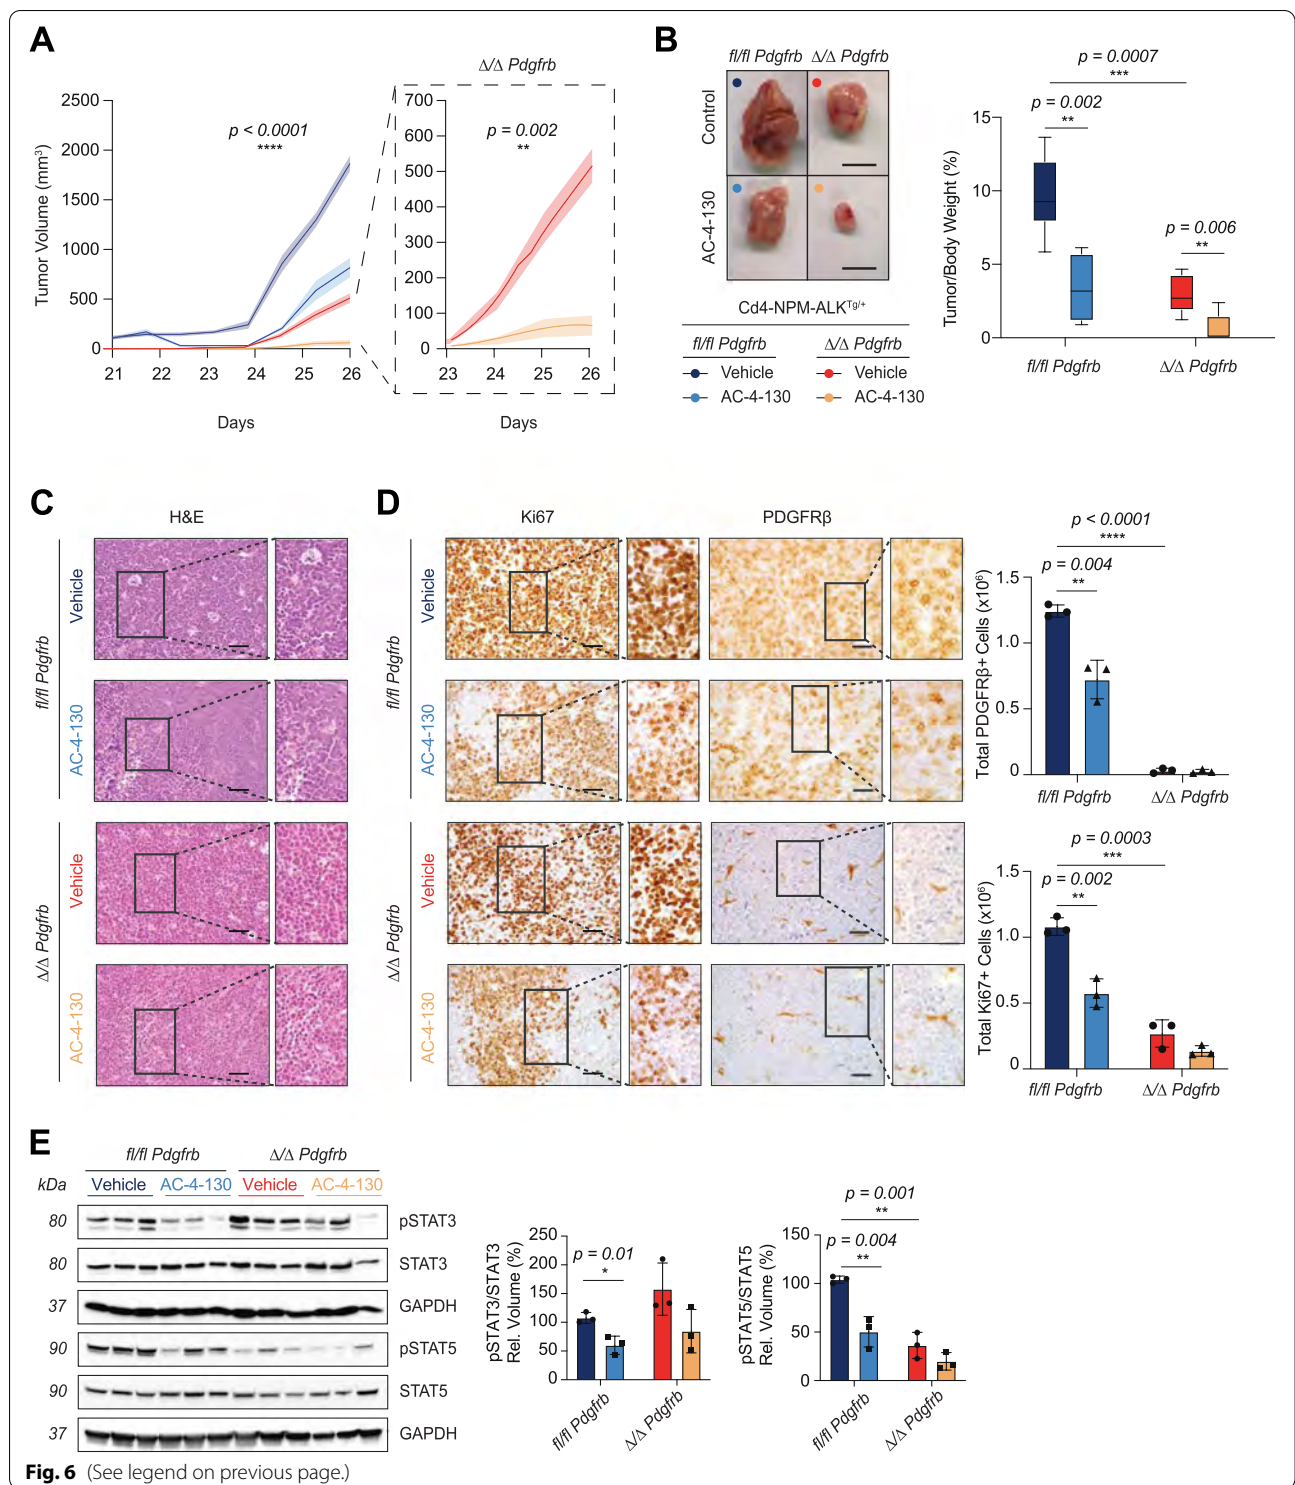 A
Δ/Δ Pdgfrb
2500
2000
1500
1000
500
0
Tumor Volume (mm³)
p < 0.0001
****
21 22 23 24 25 26
Days
700
600
500
400
300
200
100
0
p = 0.002
**
23 24 25 26
Days
B
fl/fl Pdgfrb Δ/Δ Pdgfrb
Control
AC-4-130
Cd4-NPM-ALKTg/+
fl/fl Pdgfrb Δ/Δ Pdgfrb
Vehicle Vehicle
AC-4-130 AC-4-130
p = 0.0007
***
p = 0.002
**
p = 0.006
**
Tumor/Body Weight (%)
15
10
5
0
fl/fl Pdgfrb Δ/Δ Pdgfrb
C
H&E
fl/fl Pdgfrb
Vehicle
AC-4-130
Δ/Δ Pdgfrb
Vehicle
AC-4-130
D
Ki67 PDGFRβ
fl/fl Pdgfrb
Vehicle
AC-4-130
Δ/Δ Pdgfrb
Vehicle
AC-4-130
p < 0.0001
****
p = 0.004
**
Total PDGFRβ+ Cells (x10⁶)
1.5
1.0
0.5
0
fl/fl Pdgfrb Δ/Δ Pdgfrb
p = 0.0003
***
p = 0.002
**
Total Ki67+ Cells (x10⁶)
1.5
1.0
0.5
0
fl/fl Pdgfrb Δ/Δ Pdgfrb
E
fl/fl Pdgfrb Δ/Δ Pdgfrb
kDa Vehicle AC-4-130 Vehicle AC-4-130
80 pSTAT3
80 STAT3
37 GAPDH
90 pSTAT5
90 STAT5
37 GAPDH
pSTAT3/STAT3
Rel. Volume (%)
250
200
150
100
50
0
p = 0.01
*
fl/fl Pdgfrb Δ/Δ Pdgfrb
pSTAT5/STAT5
Rel. Volume (%)
150
100
50
0
p = 0.001
**
p = 0.004
**
fl/fl Pdgfrb Δ/Δ Pdgfrb
Fig. 6 (See legend on previous page.)